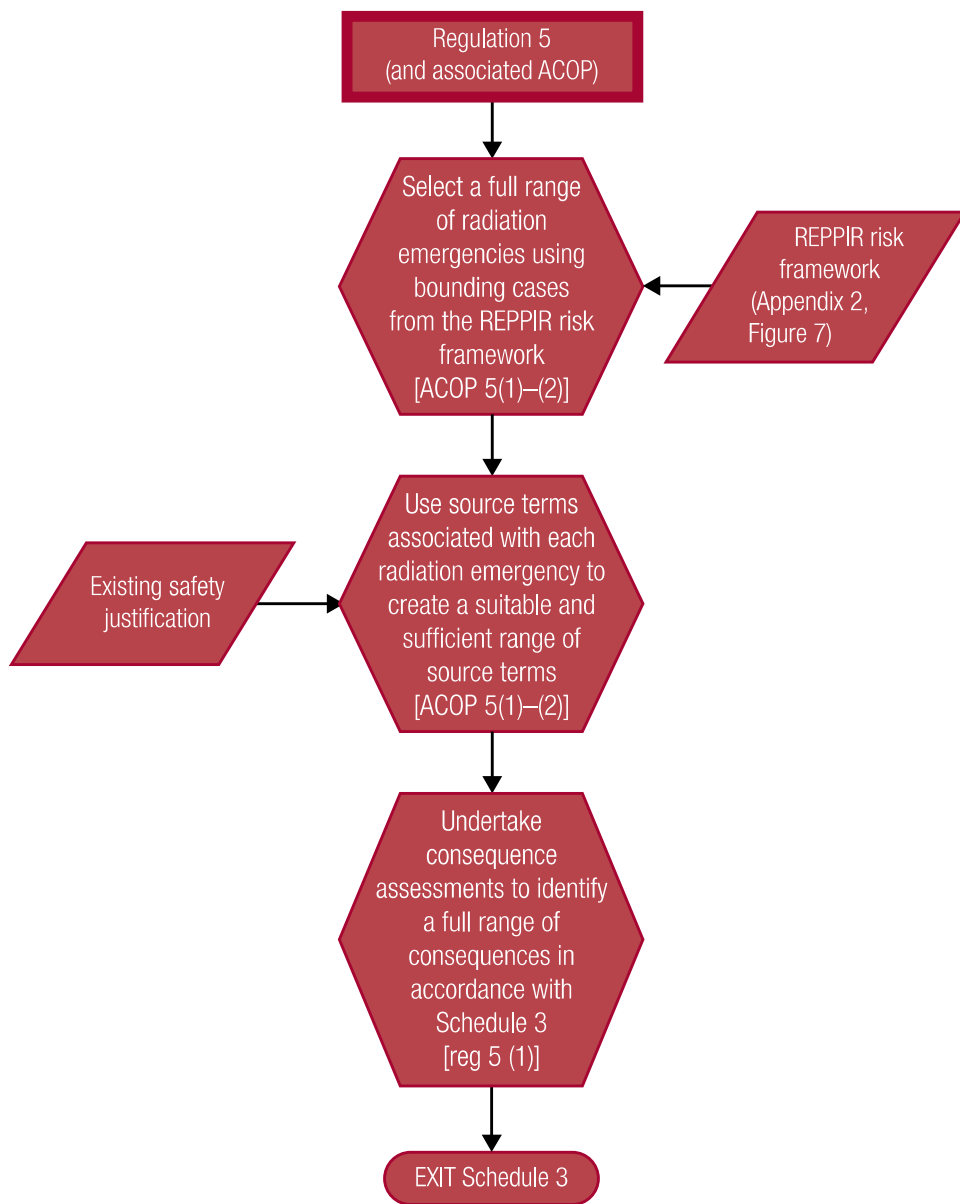 Regulation 5
(and associated ACOP)
Select a full range
of radiation
emergencies using
bounding cases
from the REPPIR risk
framework
[ACOP 5(1)–(2)]
REPPIR risk
framework
(Appendix 2,
Figure 7)
Use source terms
associated with each
radiation emergency to
create a suitable and
sufficient range of
source terms
[ACOP 5(1)–(2)]
Existing safety
justification
Undertake
consequence
assessments to identify
a full range of
consequences in
accordance with
Schedule 3
[reg 5 (1)]
EXIT Schedule 3